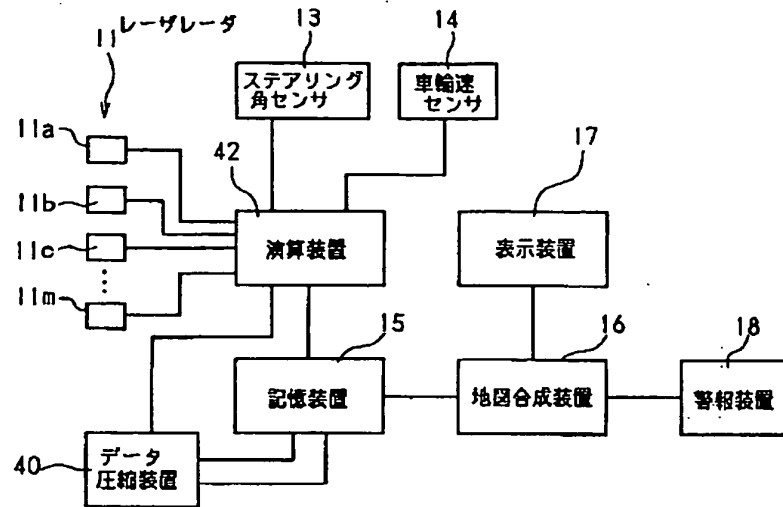 レーザレーダ
11
13
14
ステアリング
角センサ
車輪速
センサ
11a
42
17
11b
11c
演算装置
表示装置
11m
15
16
18
記憶装置
地図合成装置
警報装置
40
データ
圧縮装置